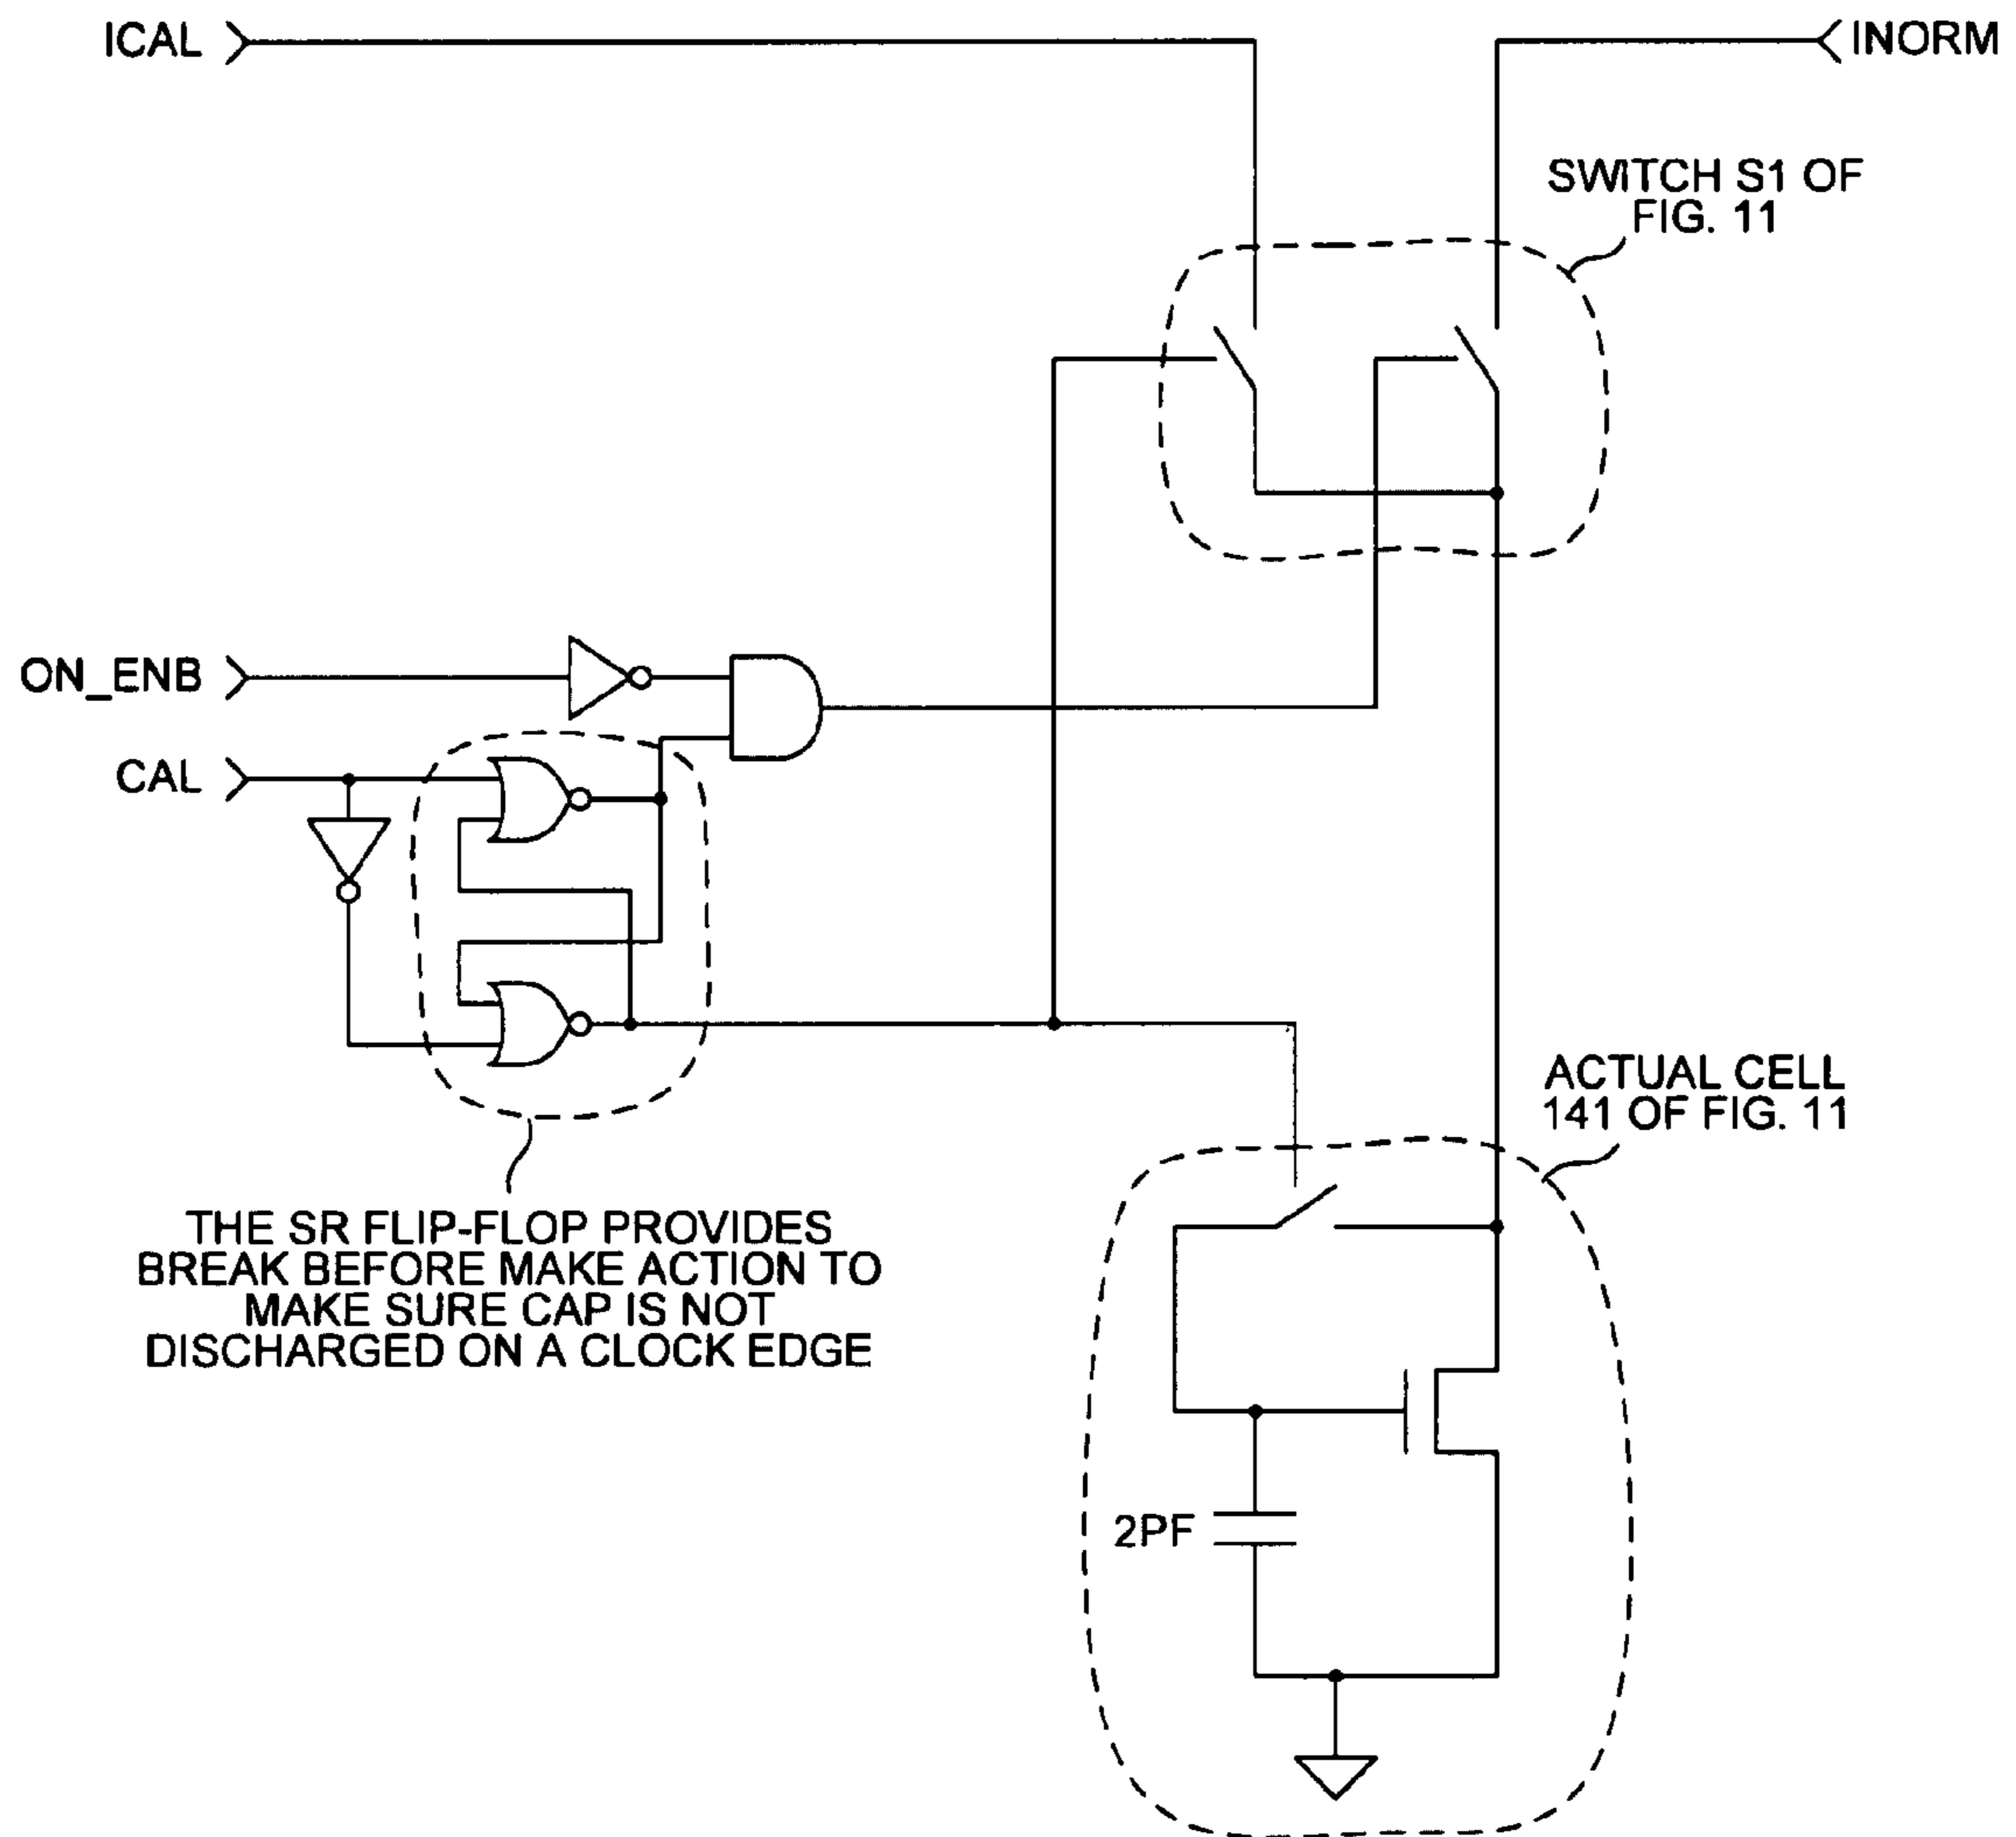 ICAL
INORM
SWITCH S1 OF
FIG. 11
ON_ENB
CAL
ACTUAL CELL
141 OF FIG. 11
THE SR FLIP-FLOP PROVIDES
BREAK BEFORE MAKE ACTION TO
MAKE SURE CAP IS NOT
DISCHARGED ON A CLOCK EDGE
2PF